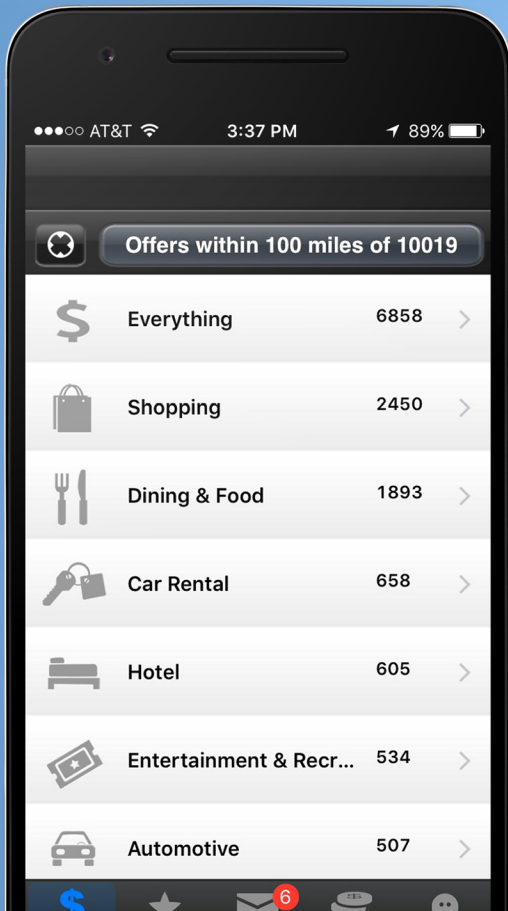 AT&T 3:37 PM 89%
Offers within 100 miles of 10019
Everything 6858
Shopping 2450
Dining & Food 1893
Car Rental 658
Hotel 605
Entertainment & Recr... 534
Automotive 507
6